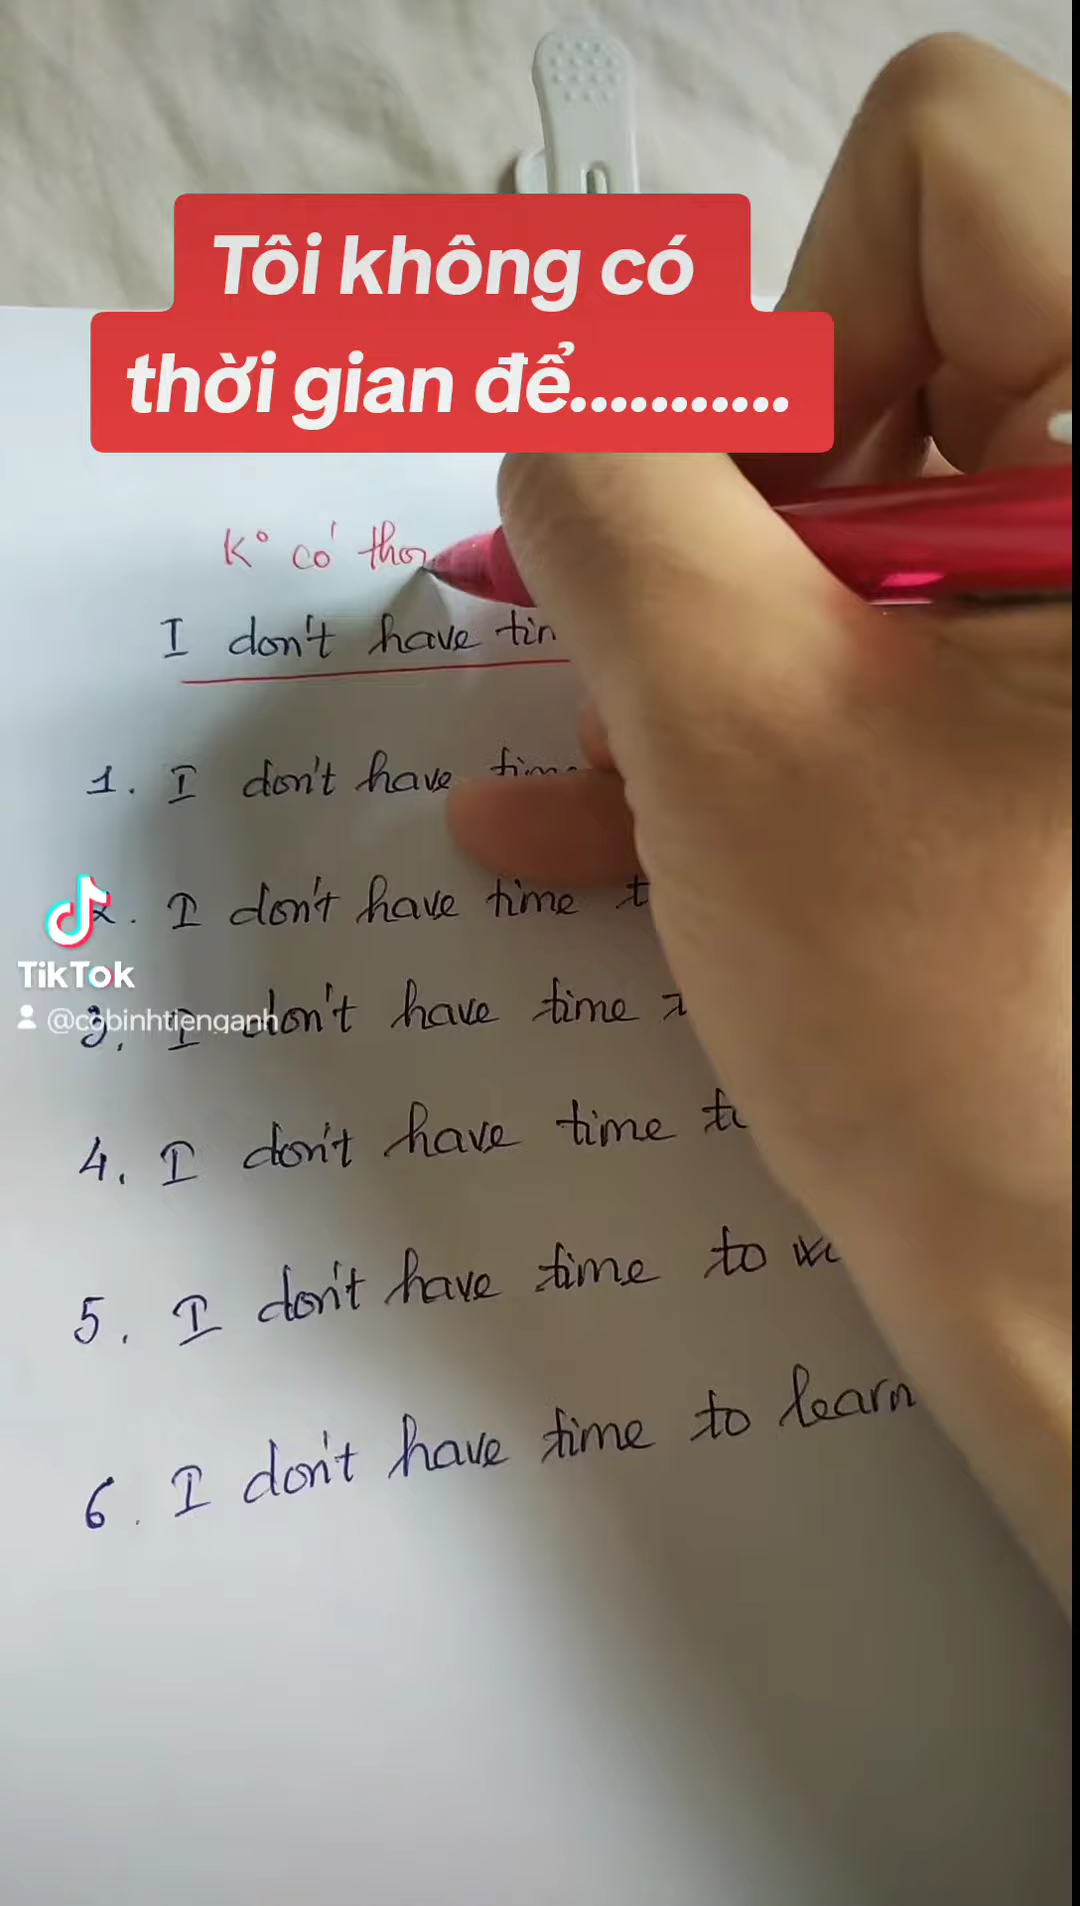 Tôi không có
thời gian để...........
K° có
I don't have
1. I don't have time
2. I don't have time
TikTok
@cobinhtienganh
3. I don't have time
4. I don't have time
5. I don't have time to
6. I don't have time to learn